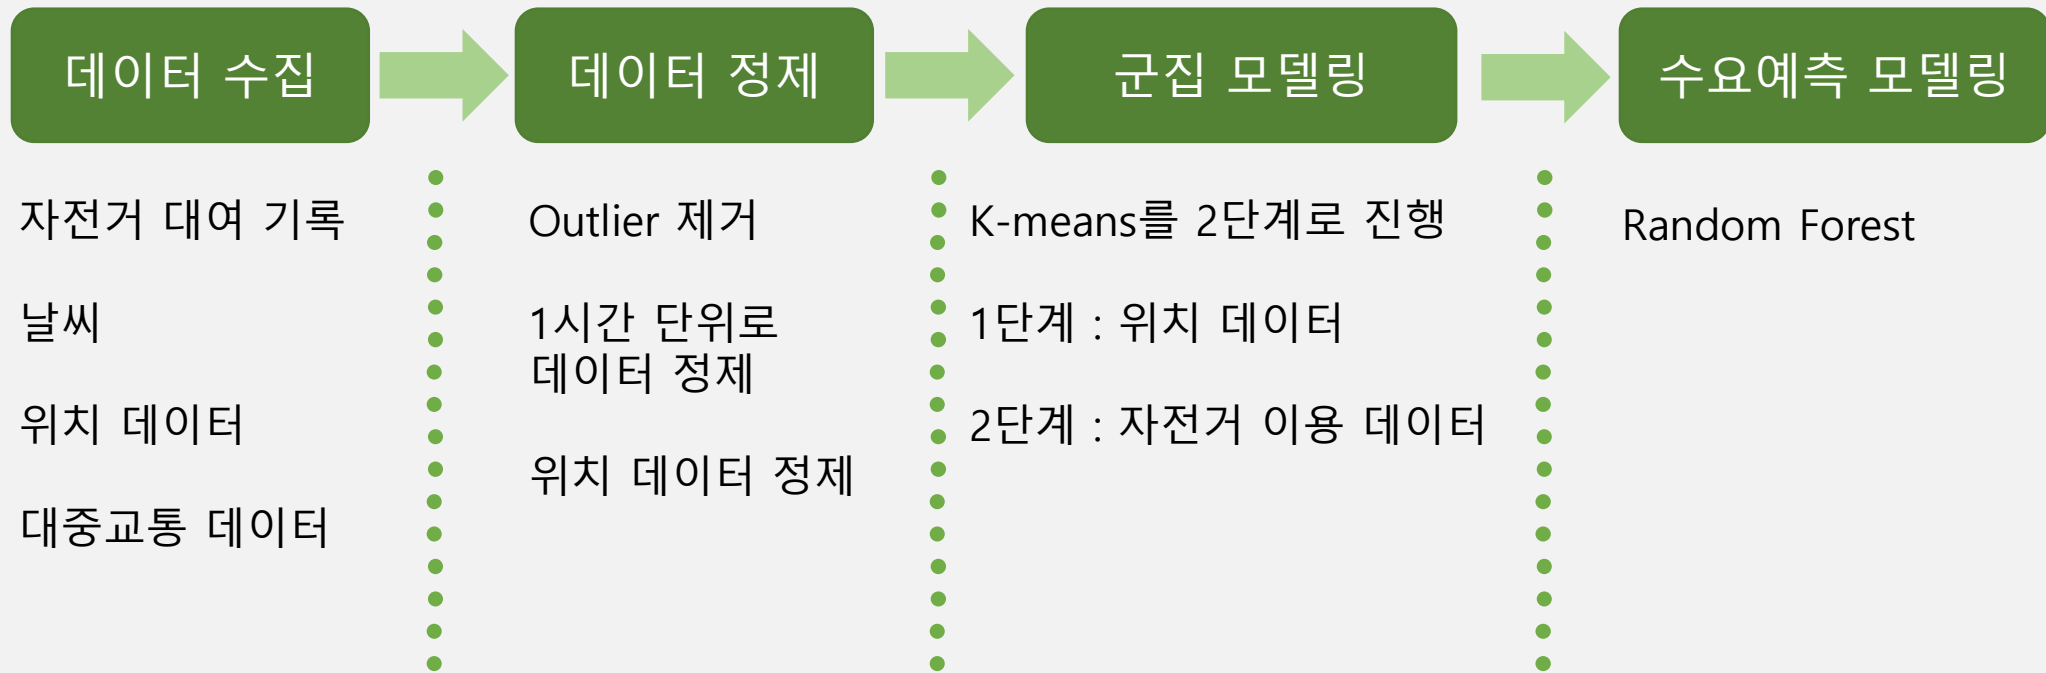 데이터 수집
데이터 정제
군집 모델링
수요예측 모델링
자전거 대여 기록
날씨
위치 데이터
대중교통 데이터
Outlier 제거
1시간 단위로
데이터 정제
위치 데이터 정제
K-means를 2단계로 진행
1단계 : 위치 데이터
2단계 : 자전거 이용 데이터
Random Forest